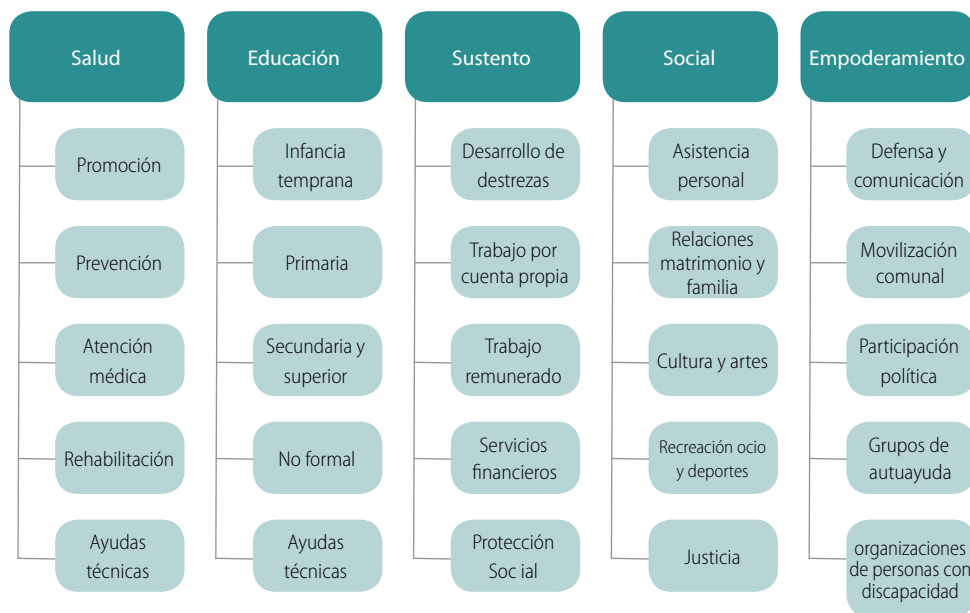 Salud
Promoción
Prevención
Atención
médica
Rehabilitación
Ayudas
técnicas
Educación
Infancia
temprana
Primaria
Secundaria y
superior
No formal
Ayudas
técnicas
Sustento
Desarrollo de
destrezas
Trabajo por
cuenta propia
Trabajo
remunerado
Servicios
financieros
Protección
Soc ial
Social
Asistencia
personal
Relaciones
matrimonio y
familia
Cultura y artes
Recreación ocio
y deportes
Justicia
Empoderamiento
Defensa y
comunicación
Movilización
comunal
Participación
política
Grupos de
autuayuda
organizaciones
de personas con
discapacidad